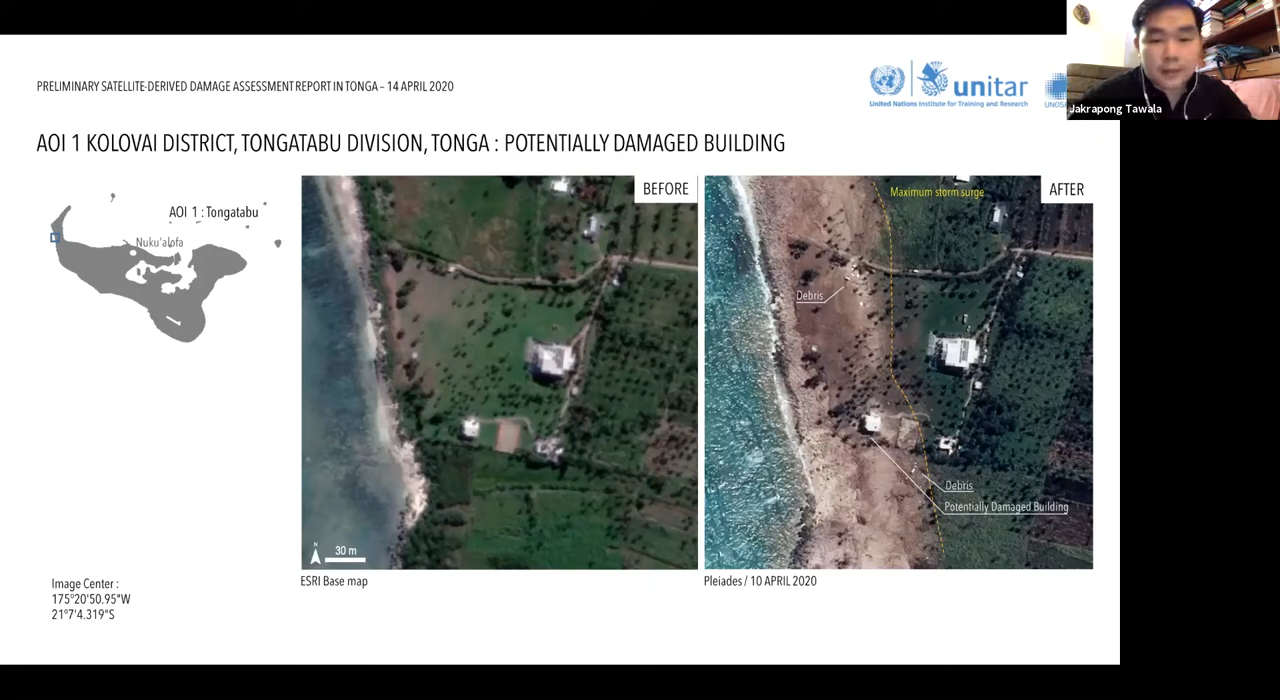 PRELIMINARY SATELLITE-DERIVED DAMAGE ASSESSMENT REPORT IN TONGA – 14 APRIL 2020
unitar
United Nations Institute for Training and Research
Jakrapong Tawala
AOI 1 KOLOVAI DISTRICT, TONGATABU DIVISION, TONGA : POTENTIALLY DAMAGED BUILDING
AOI 1 : Tongatabu
Nuku'alofa
BEFORE
N
30 m
ESRI Base map
Maximum storm surge
AFTER
Debris
Debris
Potentially Damaged Building
Pleiades / 10 APRIL 2020
Image Center :
175°20'50.95"W
21°7'4.319"S